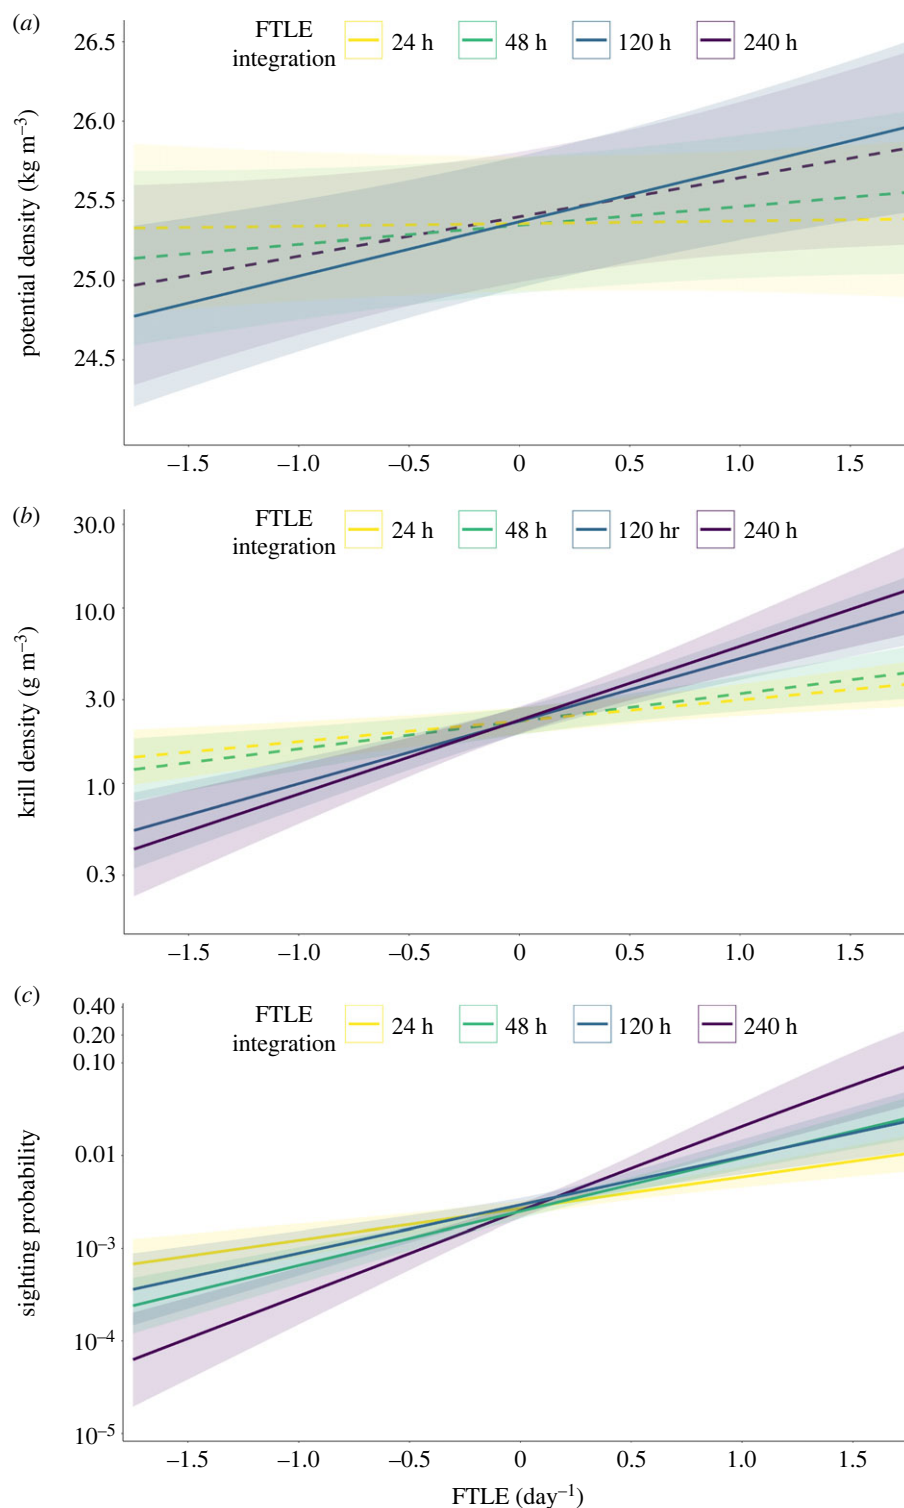 (a)
FTLE
integration
24 h
48 h
120 h
240 h
26.5
26.0
25.5
25.0
24.5
potential density (kg m⁻³)
–1.5
–1.0
–0.5
0
0.5
1.0
1.5
(b)
FTLE
integration
24 h
48 h
120 hr
240 h
30.0
10.0
3.0
1.0
0.3
krill density (g m⁻³)
–1.5
–1.0
–0.5
0
0.5
1.0
1.5
(c)
FTLE
integration
24 h
48 h
120 h
240 h
0.40
0.20
0.10
0.01
10⁻³
10⁻⁴
10⁻⁵
sighting probability
–1.5
–1.0
–0.5
0
0.5
1.0
1.5
FTLE (day⁻¹)